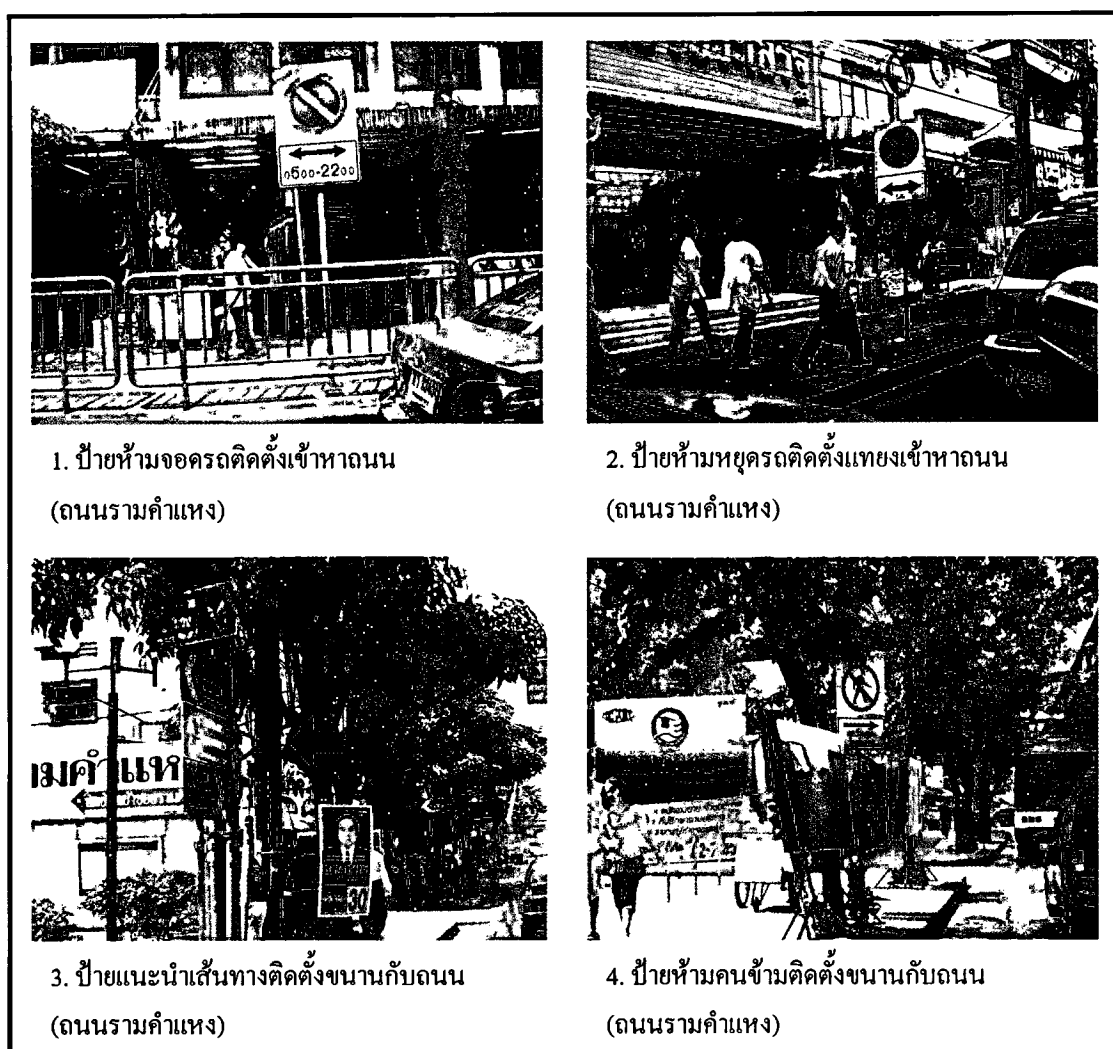 0500-2200
1. ป้ายห้ามจอดรถติดตั้งเข้าหาถนน
(ถนนรามคำแหง)
2. ป้ายห้ามหยุดรถติดตั้งแทยงเข้าหาถนน
(ถนนรามคำแหง)
มคำแห
30
3. ป้ายแนะนำเส้นทางติดตั้งขนานกับถนน
(ถนนรามคำแหง)
4. ป้ายห้ามคนข้ามติดตั้งขนานกับถนน
(ถนนรามคำแหง)